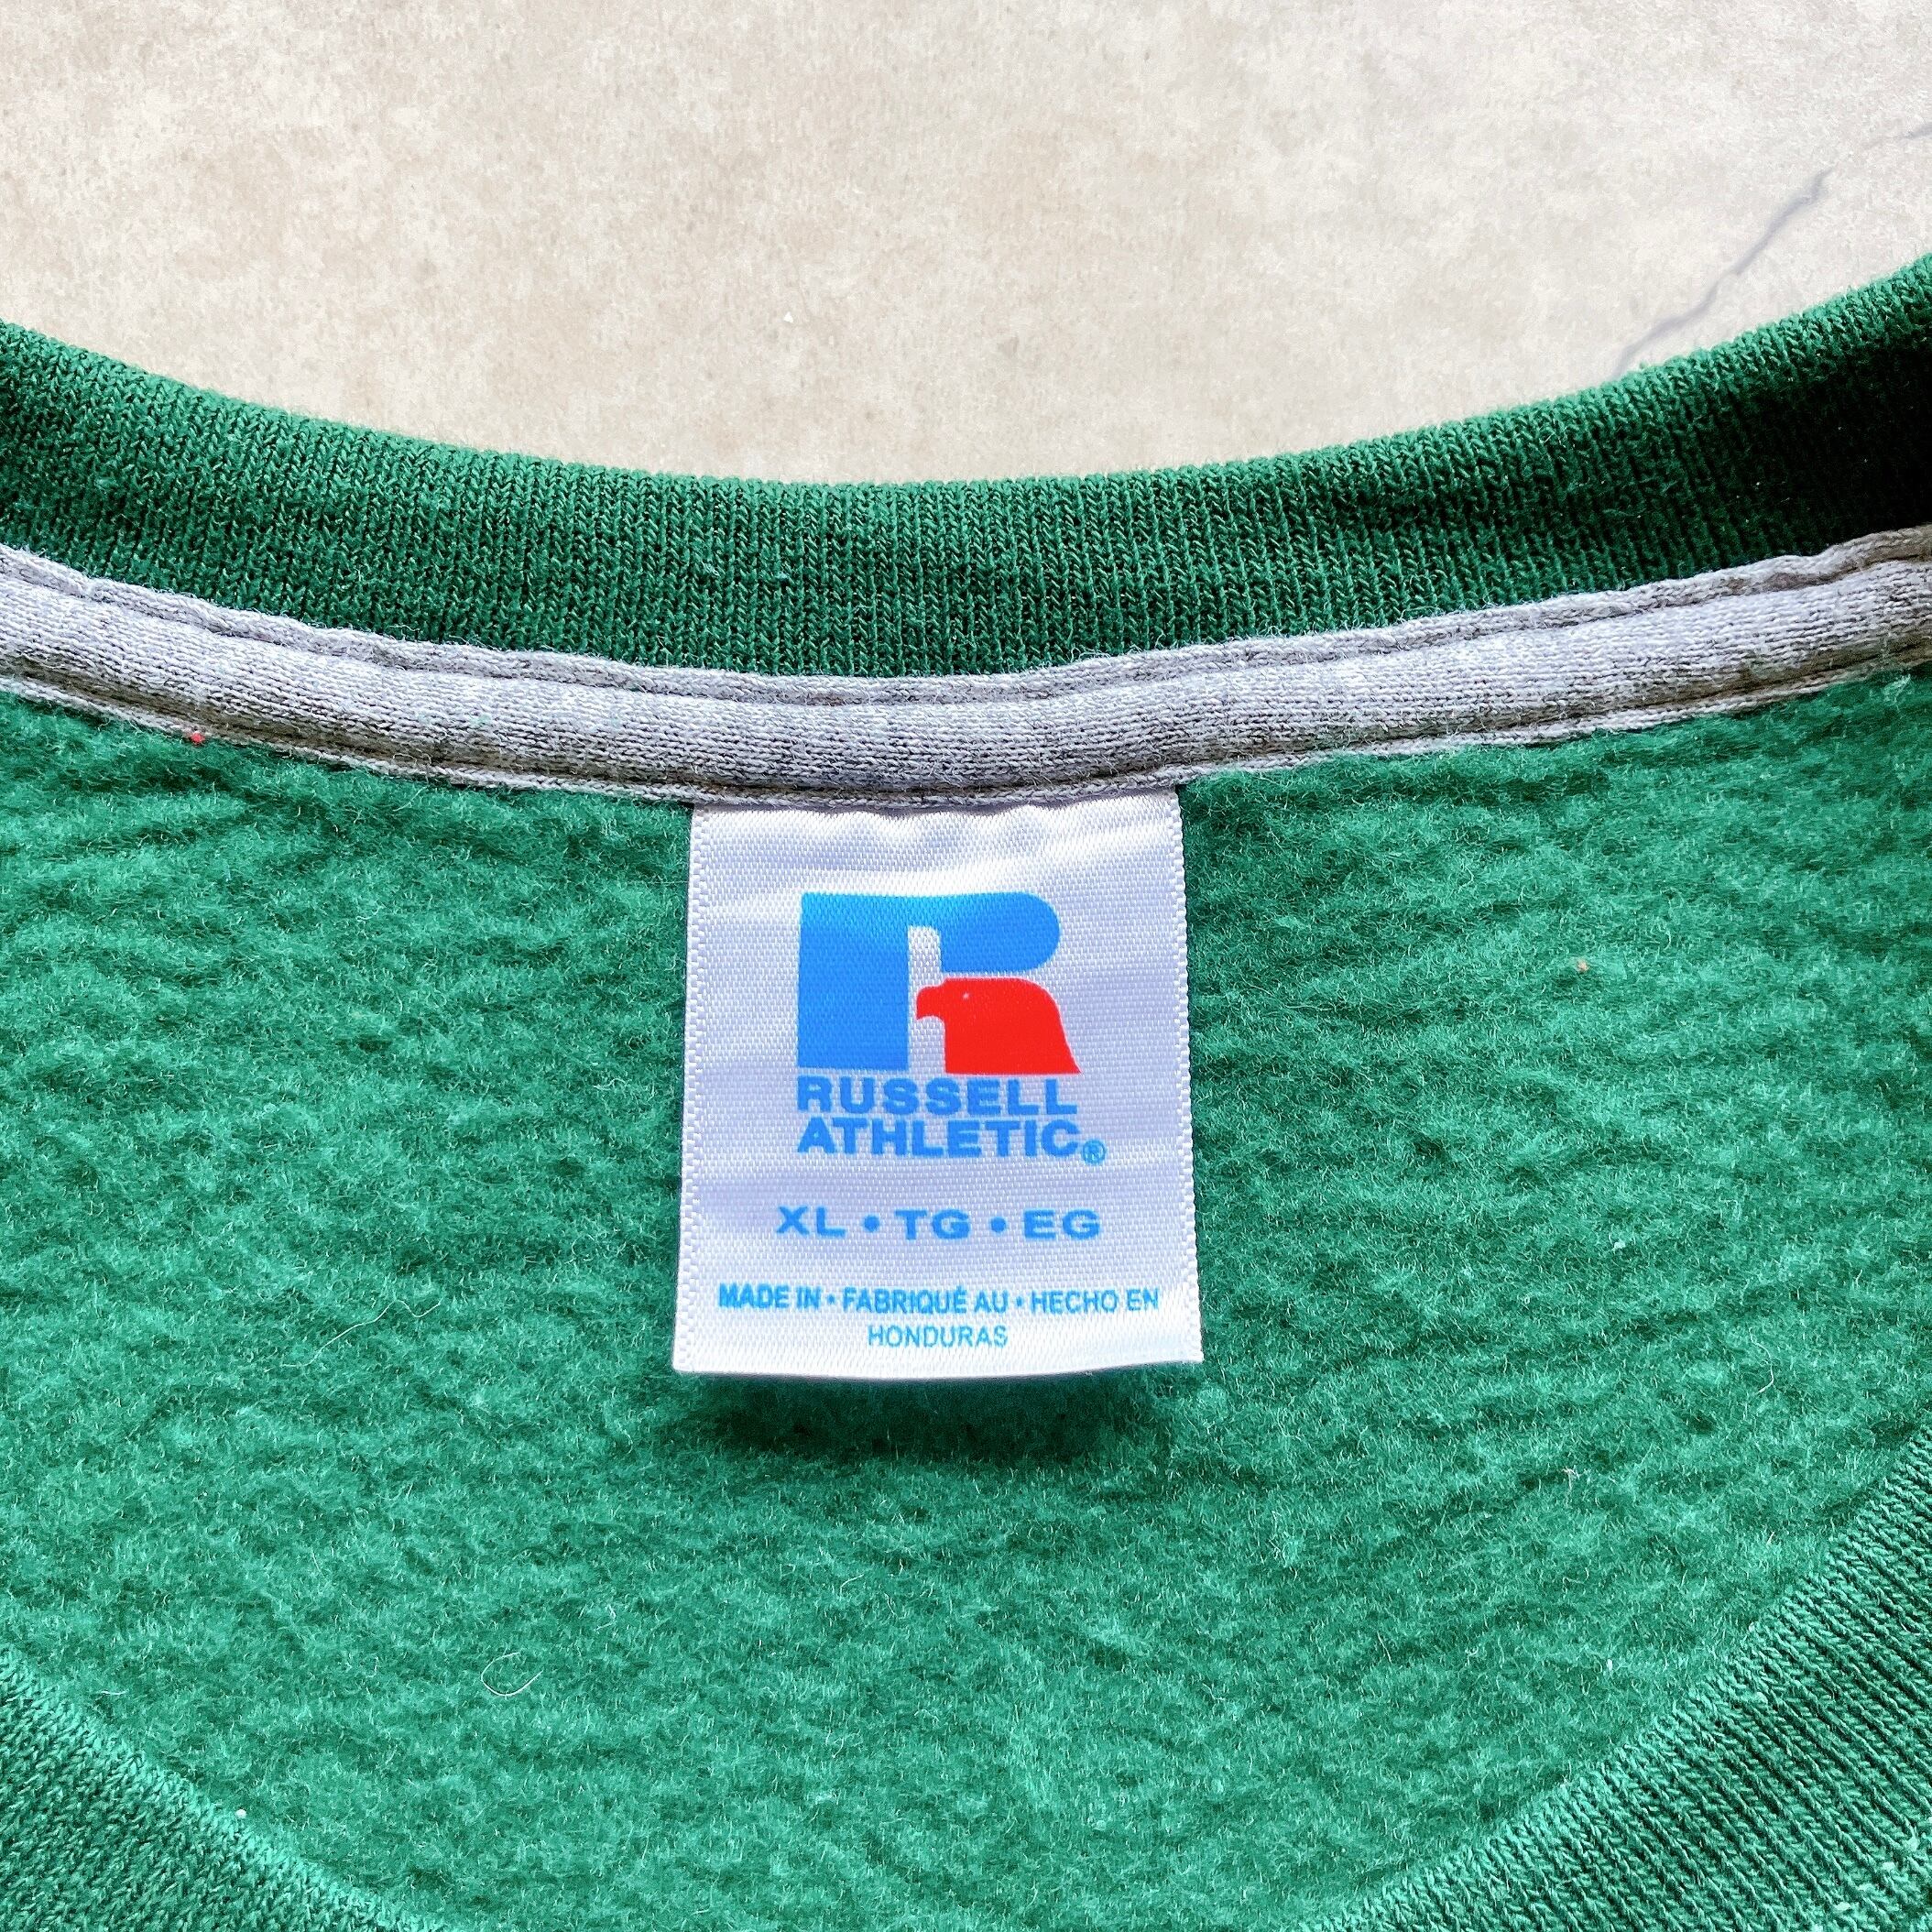 RUSSELL
ATHLETIC®
XL • TG • EG
MADE IN • FABRIQUÉ AU • HECHO EN
HONDURAS